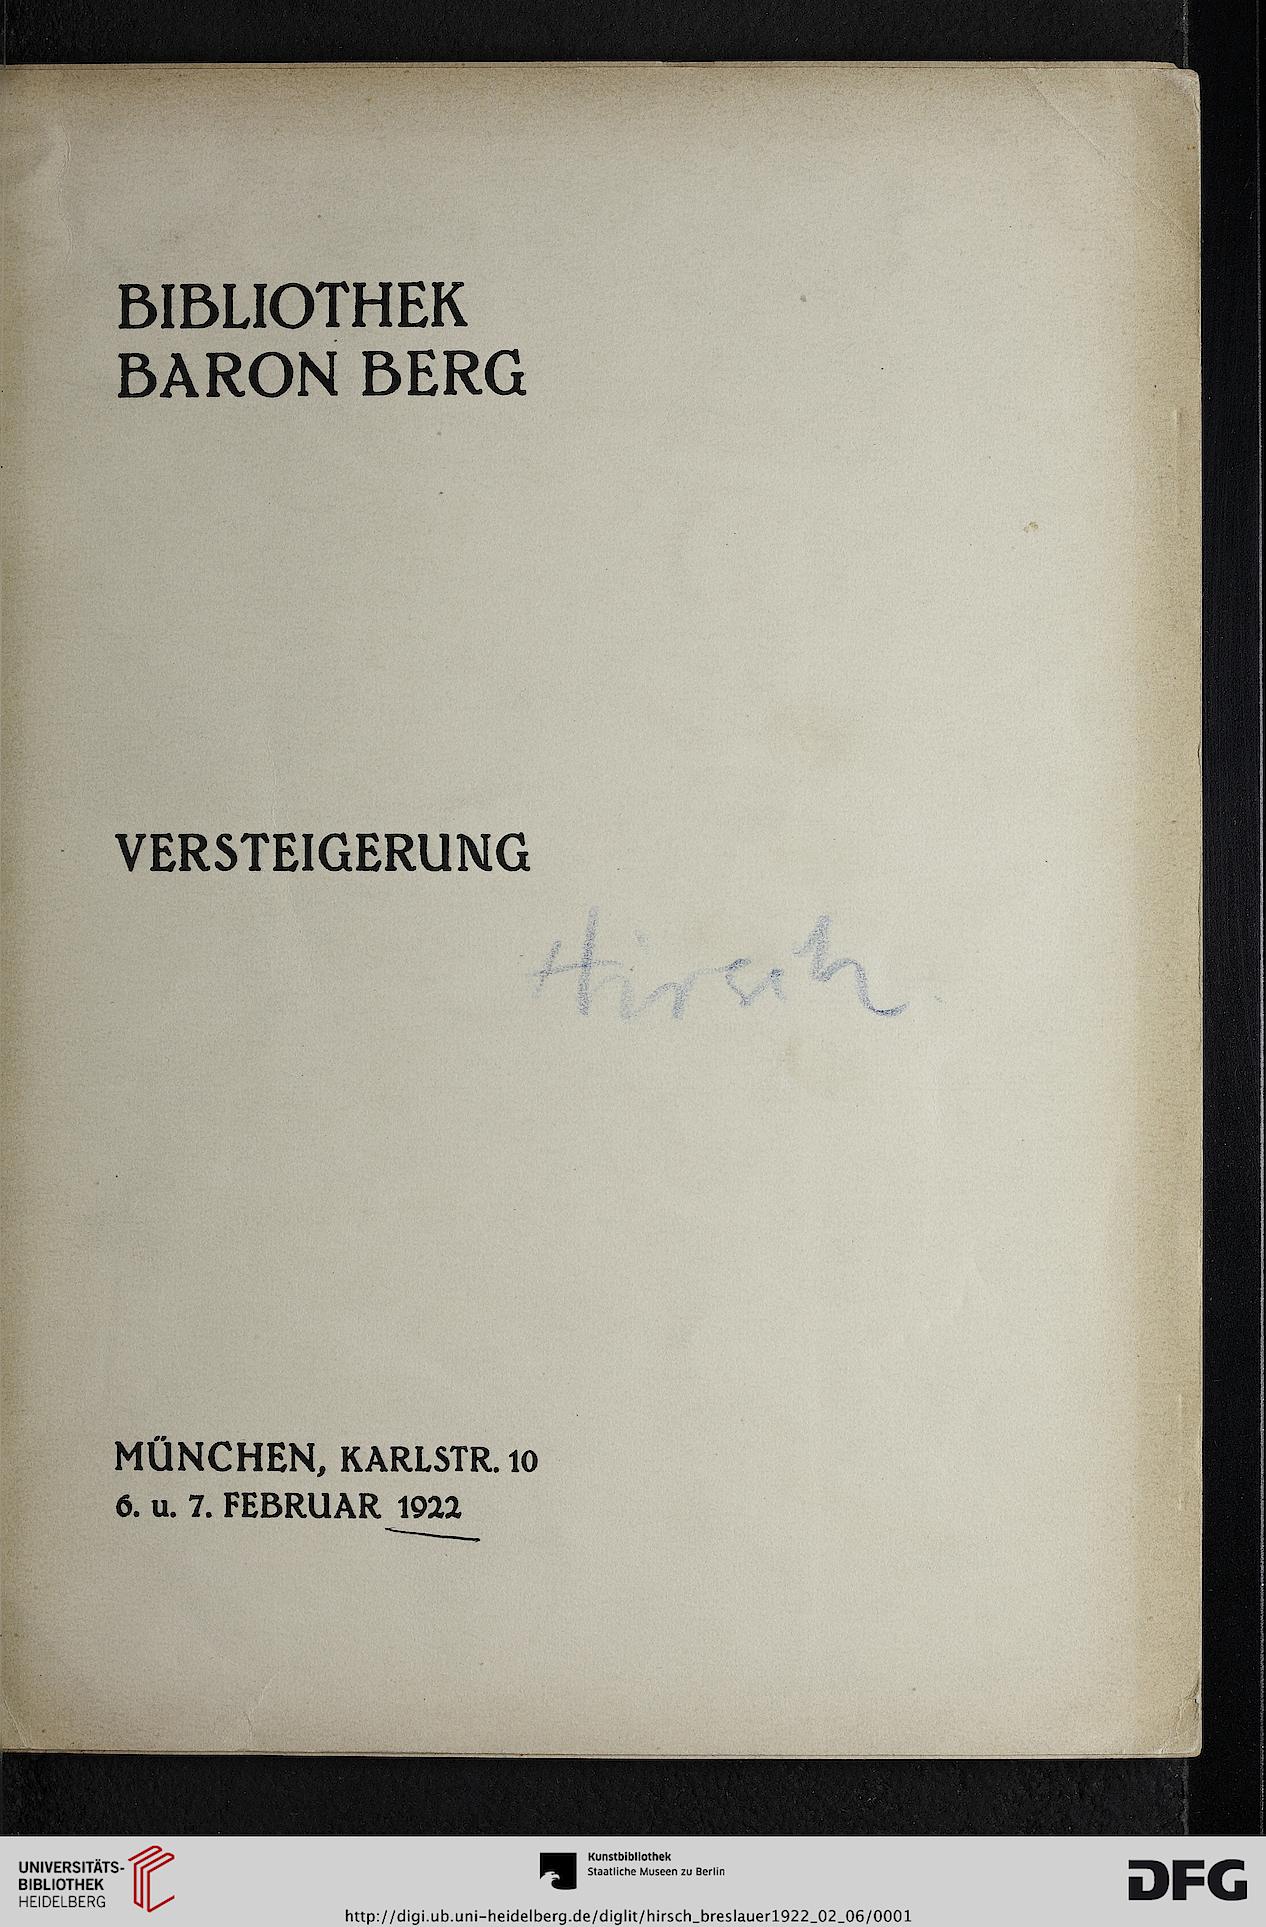 BIBLIOTHEK
BARON BERG
VERSTEIGERUNG
Hirsch
MÜNCHEN, KARLSTR. 10
6. u. 7. FEBRUAR 1922
UNIVERSITÄTS-
BIBLIOTHEK
HEIDELBERG
Kunstbibliothek
Staatliche Museen zu Berlin
DFG
http://digi.ub.uni-heidelberg.de/diglit/hirsch_breslauer1922_02_06/0001